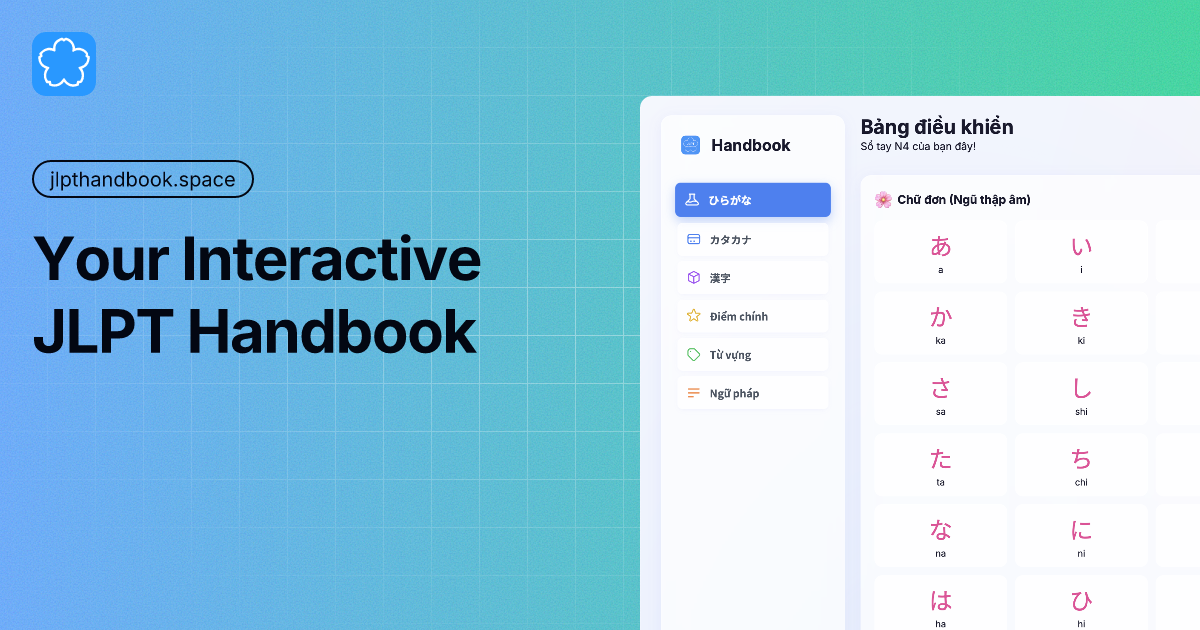 jlpthandbook.space
Your Interactive
JLPT Handbook
Handbook
ひらがな
カタカナ
漢字
Điểm chính
Từ vựng
Ngữ pháp
Bảng điều khiển
Sổ tay N4 của bạn đây!
Chữ đơn (Ngũ thập âm)
あ い
a i
か き
ka ki
さ し
sa shi
た ち
ta chi
な に
na ni
は ひ
ha hi